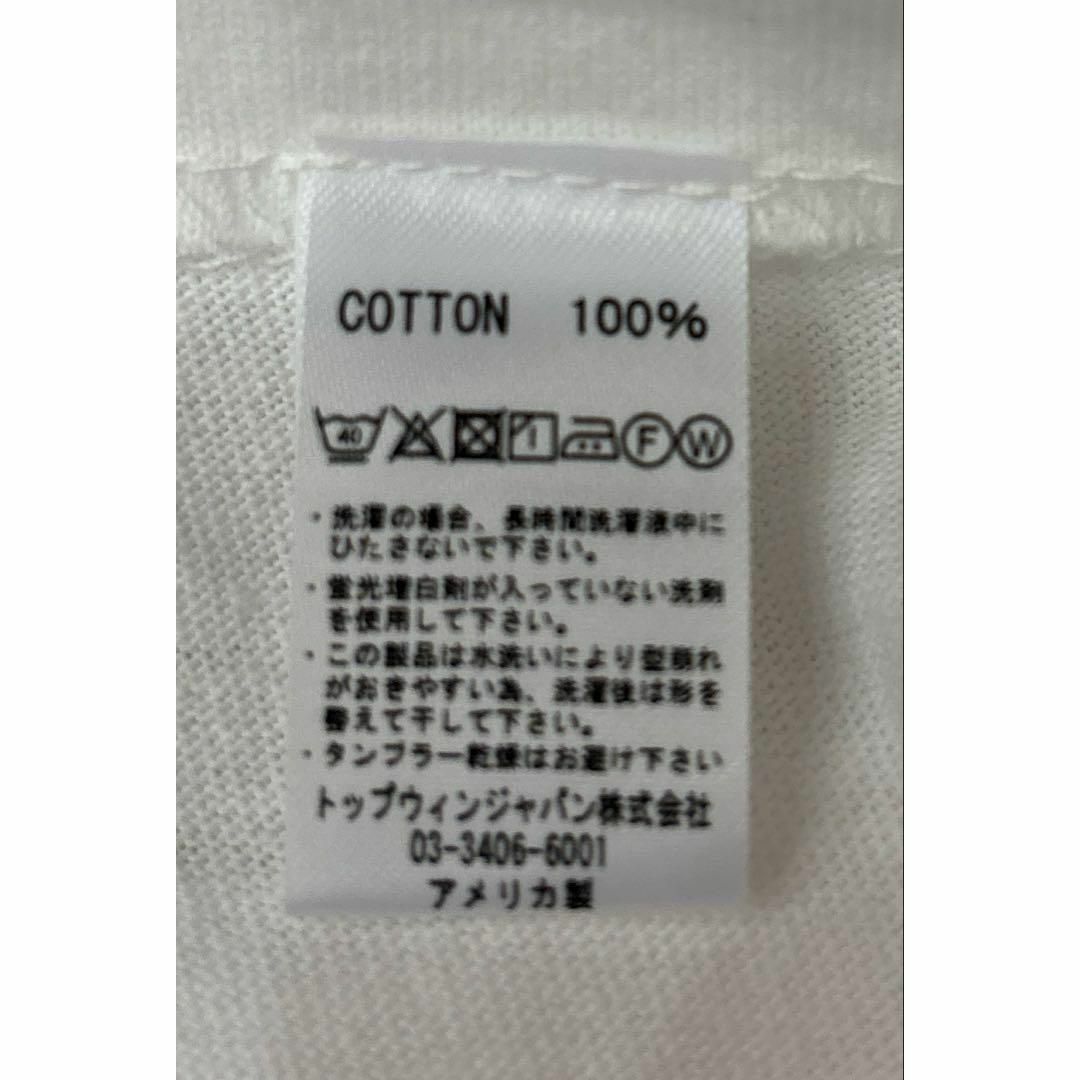 COTTON 100%
40 F W
・洗濯の場合、長時間洗濯液中に
ひたさないで下さい。
・蛍光増白剤が入っていない洗剤
を使用して下さい。
・この製品は水洗いにより型崩れ
がおきやすい為、洗濯後は形を
整えて干して下さい。
・タンブラー乾燥はお避け下さい
トップウィンジャパン株式会社
03-3406-6001
アメリカ製